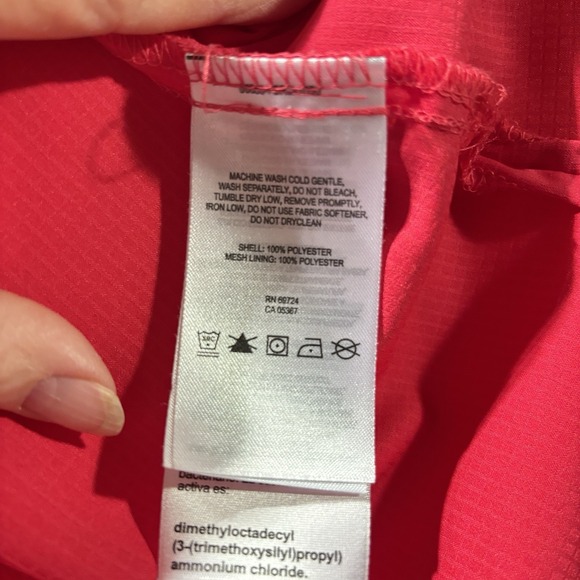 MACHINE WASH COLD GENTLE,
WASH SEPARATELY, DO NOT BLEACH,
TUMBLE DRY LOW, REMOVE PROMPTLY,
IRON LOW, DO NOT USE FABRIC SOFTENER,
DO NOT DRYCLEAN
SHELL: 100% POLYESTER
MESH LINING: 100% POLYESTER
RN 69724
CA 05367
activa es:
dimethyloctadecyl
(3-(trimethoxysilyl)propyl)
ammonium chloride.